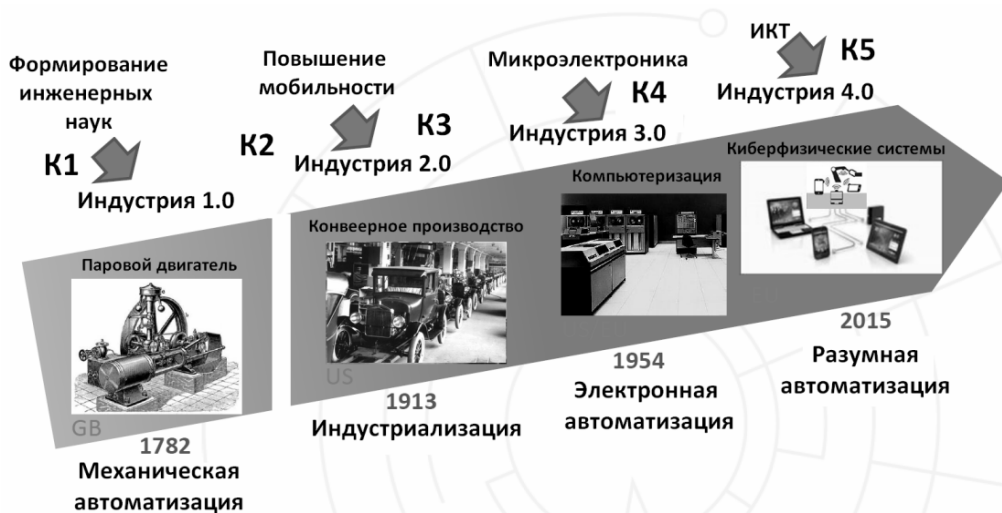 Формирование
инженерных
наук
К1
Индустрия 1.0
К2
Повышение
мобильности
К3
Индустрия 2.0
Микроэлектроника
К4
Индустрия 3.0
ИКТ
К5
Индустрия 4.0
Паровой двигатель
GB
1782
Механическая
автоматизация
Конвеерное производство
US
1913
Индустриализация
Компьютеризация
1954
Электронная
автоматизация
Киберфизические системы
2015
Разумная
автоматизация